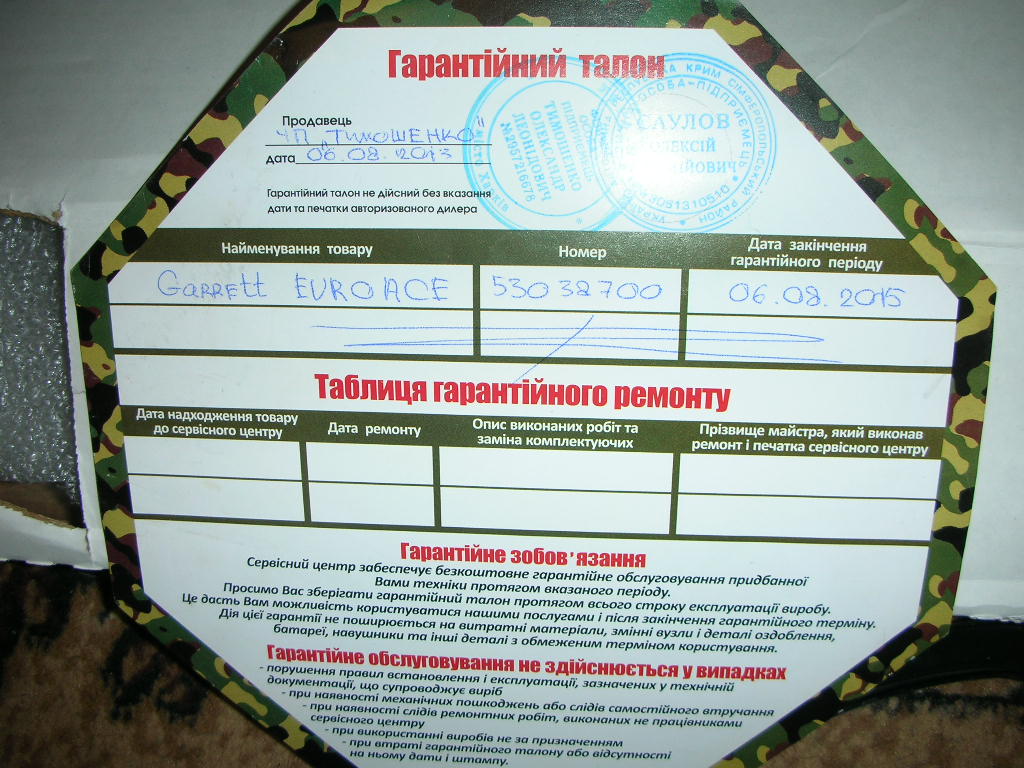 Гарантійний талон
Продавець ЧП "Тимошенко"
дата 06.08.2013
Гарантійний талон не дійсний без вказання
дати та печатки авторизованого дилера
ТИМОШЕНКО
ОЛЕКСАНДР
ЛЕОНІДОВИЧ
САУЛОВ
ОЛЕКСІЙ
Найменування товару Номер Дата закінчення
гарантійного періоду
Garrett EUROACE 53038700 06.08.2015
Таблиця гарантійного ремонту
Дата надходження товару
до сервісного центру
Дата ремонту
Опис виконаних робіт та
заміна комплектуючих
Прізвище майстра, який виконав
ремонт і печатка сервісного центру
Гарантійне зобов'язання
Сервісний центр забеспечує безкоштовне гарантійне обслуговування придбанної
Вами техніки протягом вказаного періоду.
Просимо Вас зберігати гарантійний талон протягом всього строку експлуатації виробу.
Це дасть Вам можливість користуватися нашими послугами і після закінчення гарантійного терміну.
Дія цієї гарантії не поширюється на витратні матеріали, змінні вузли і деталі оздоблення,
батареї, навушники та інші деталі з обмеженим терміном користування.
Гарантійне обслуговування не здійснюється у випадках
- порушення правил встановлення і експлуатації, зазначених у технічній
документації, що супроводжує виріб
- при наявності механічних пошкоджень або слідів самостійного втручання
- при наявності слідів ремонтних робіт, виконаних не працівниками
сервісного центру
- при використанні виробів не за призначенням
- при втраті гарантійного талону або відсутності
на ньому дати і штампу.